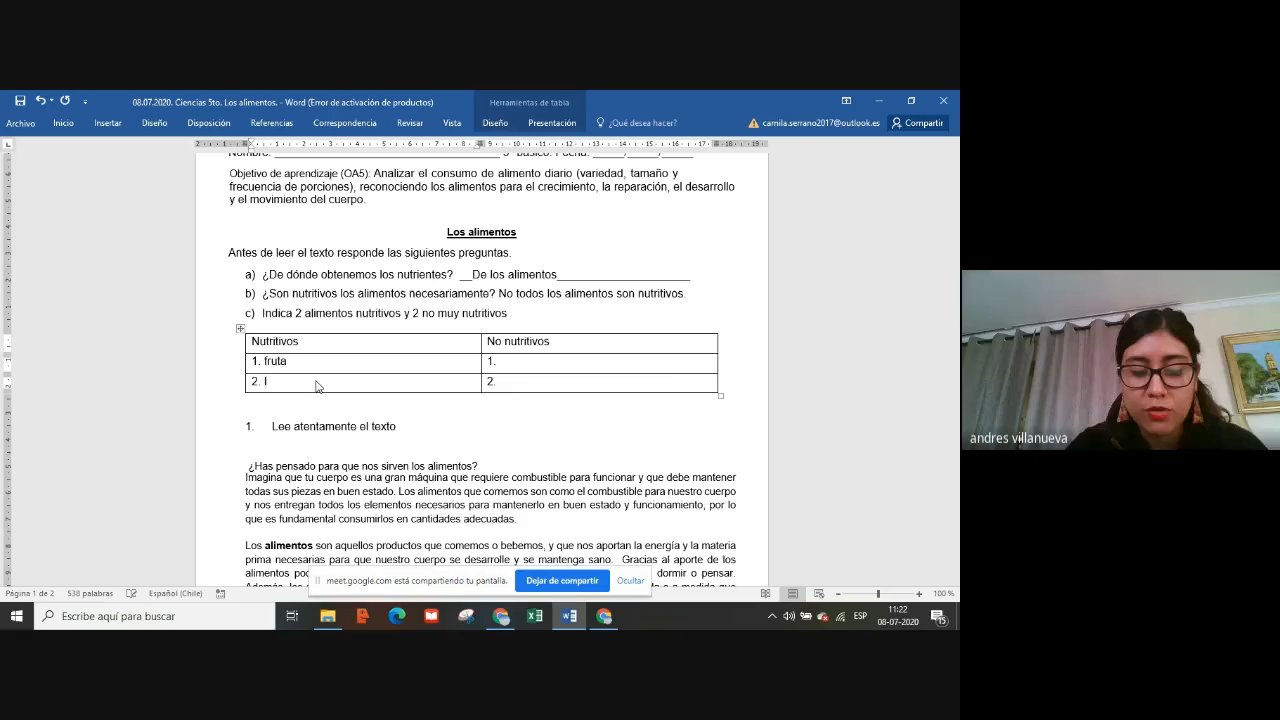 08.07.2020. Ciencias 5to. Los alimentos. - Word (Error de activación de productos)
Herramientas de tabla
Archivo Inicio Insertar Diseño Disposición Referencias Correspondencia Revisar Vista Diseño Presentación ¿Qué desea hacer? camila.serrano2017@outlook.es Compartir
Objetivo de aprendizaje (OA5): Analizar el consumo de alimento diario (variedad, tamaño y
frecuencia de porciones), reconociendo los alimentos para el crecimiento, la reparación, el desarrollo
y el movimiento del cuerpo.
Los alimentos
Antes de leer el texto responde las siguientes preguntas.
a) ¿De dónde obtenemos los nutrientes? __De los alimentos____________________
b) ¿Son nutritivos los alimentos necesariamente? No todos los alimentos son nutritivos.
c) Indica 2 alimentos nutritivos y 2 no muy nutritivos
Nutritivos No nutritivos
1. fruta 1.
2. l 2.
1. Lee atentamente el texto
¿Has pensado para que nos sirven los alimentos?
Imagina que tu cuerpo es una gran máquina que requiere combustible para funcionar y que debe mantener
todas sus piezas en buen estado. Los alimentos que comemos son como el combustible para nuestro cuerpo
y nos entregan todos los elementos necesarios para mantenerlo en buen estado y funcionamiento, por lo
que es fundamental consumirlos en cantidades adecuadas.
Los alimentos son aquellos productos que comemos o bebemos, y que nos aportan la energía y la materia
prima necesarias para que nuestro cuerpo se desarrolle y se mantenga sano. Gracias al aporte de los
alimentos dormir o pensar.
meet.google.com está compartiendo tu pantalla. Dejar de compartir Ocultar
Página 1 de 2 538 palabras Español (Chile) 100 %
Escribe aquí para buscar
ESP
11:22
08-07-2020
15
andres villanueva